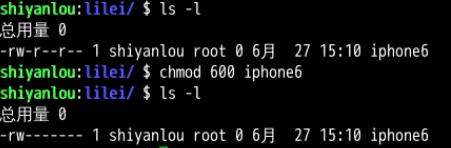 shiyanlou:lilei/ $ ls -l
总用量 0
-rw-r--r-- 1 shiyanlou root 0 6月  27 15:10 iphone6
shiyanlou:lilei/ $ chmod 600 iphone6
shiyanlou:lilei/ $ ls -l
总用量 0
-rw------- 1 shiyanlou root 0 6月  27 15:10 iphone6